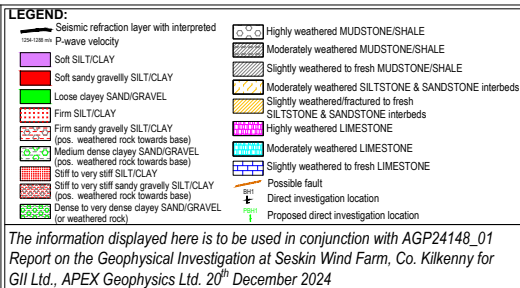 LEGEND:
Seismic refraction layer with interpreted
1254-1288 m/s P-wave velocity
Soft SILT/CLAY
Soft sandy gravellly SILT/CLAY
Loose clayey SAND/GRAVEL
Firm SILT/CLAY
Firm sandy gravelly SILT/CLAY
(pos. weathered rock towards base)
Medium dense clayey SAND/GRAVEL
(pos. weathered rock towards base)
Stiff to very stiff SILT/CLAY
Stiff to very stiff sandy gravelly SILT/CLAY
(pos. weathered rock towards base)
Dense to very dense clayey SAND/GRAVEL
(or weathered rock)
Highly weathered MUDSTONE/SHALE
Moderately weathered MUDSTONE/SHALE
Slightly weathered to fresh MUDSTONE/SHALE
Moderately weathered SILTSTONE & SANDSTONE interbeds
Slightly weathered/fractured to fresh
SILTSTONE & SANDSTONE interbeds
Highly weathered LIMESTONE
Moderately weathered LIMESTONE
Slightly weathered to fresh LIMESTONE
Possible fault
BH1
Direct investigation location
PBH1
Proposed direct investigation location
The information displayed here is to be used in conjunction with AGP24148_01
Report on the Geophysical Investigation at Seskin Wind Farm, Co. Kilkenny for
GII Ltd., APEX Geophysics Ltd. 20th December 2024